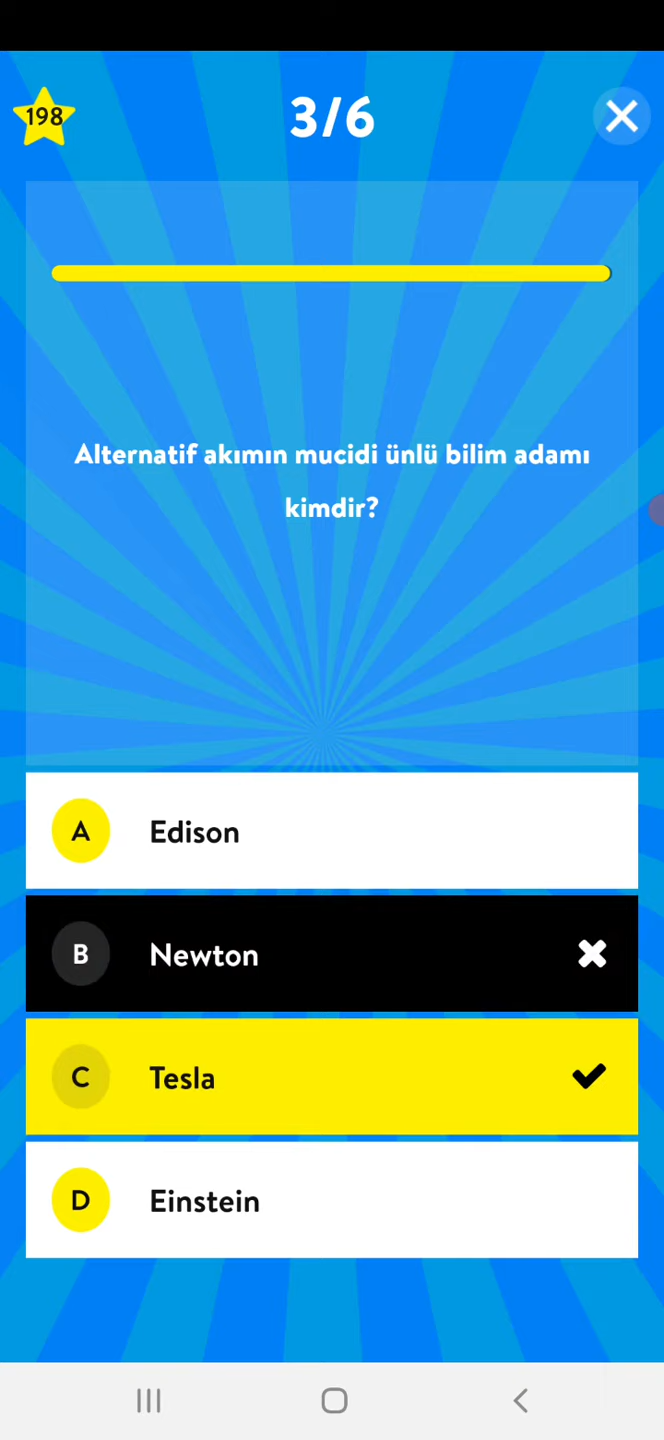 198
3/6
Alternatif akımın mucidi ünlü bilim adamı
kimdir?
A Edison
B Newton
C Tesla
D Einstein